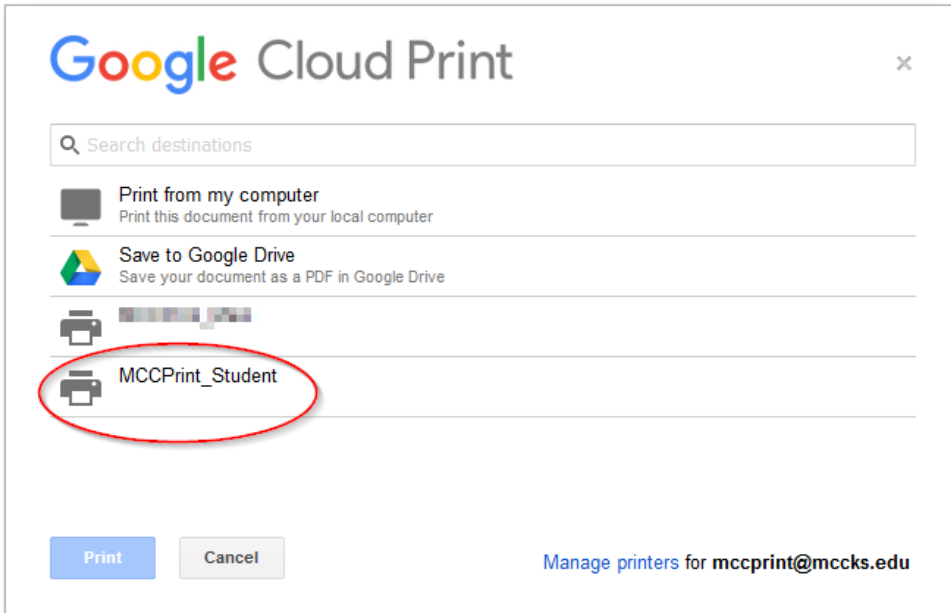 Google Cloud Print
Search destinations
Print from my computer
Print this document from your local computer
Save to Google Drive
Save your document as a PDF in Google Drive
MCCPrint_Student
Print
Cancel
Manage printers for mccprint@mccks.edu